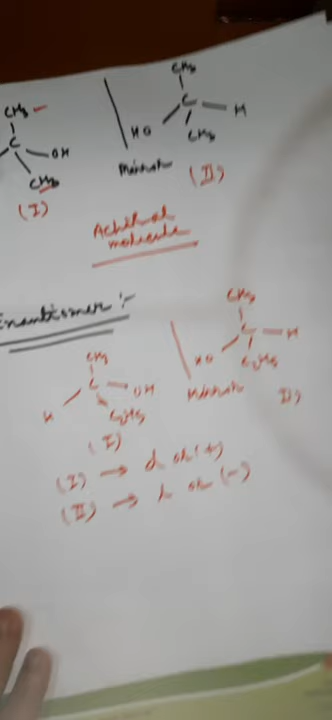 CH₃ CH₃
C — OH HO C — H
CH₃ CH₃
Mirror
(I) (II)
Achiral
molecule
Enantiomer :-
CH₃ CH₃
H C — OH HO C — H
C₂H₅ C₂H₅
Mirror
(I) II)
(I) → d or (+)
(II) → l or (-)